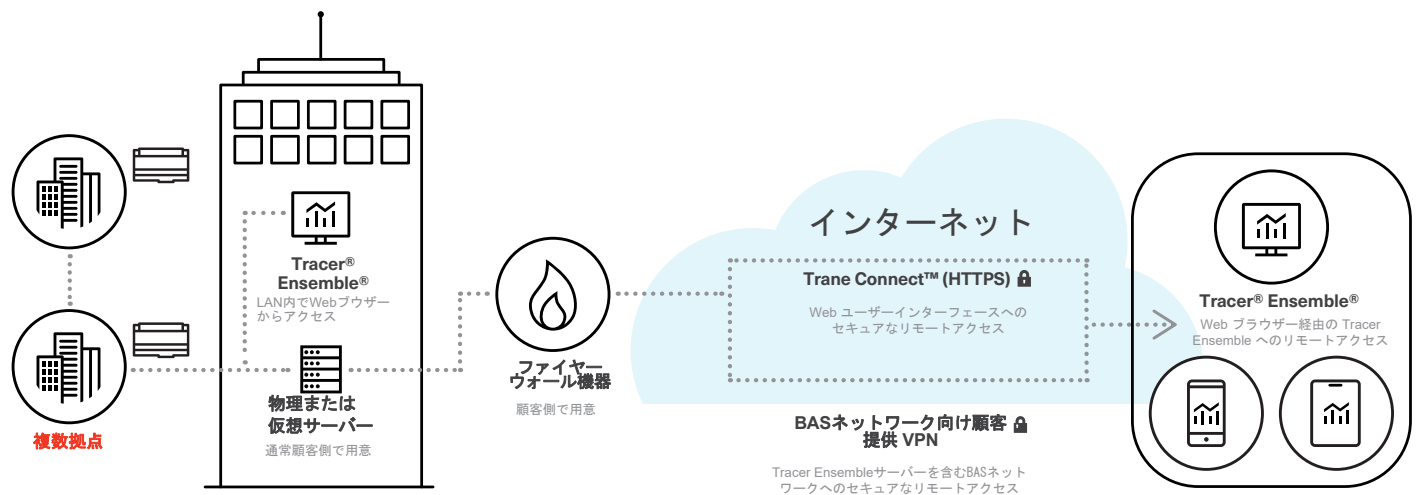 複数拠点
Tracer®
Ensemble®
LAN内でWebブウザー
からアクセス
物理または
仮想サーバー
通常顧客側で用意
ファイヤー
ウォール機器
顧客側で用意
インターネット
Trane Connect™ (HTTPS)
Web ユーザーインターフェースへの
セキュアなリモートアクセス
BASネットワーク向け顧客
提供 VPN
Tracer Ensembleサーバーを含むBASネット
ワークへのセキュアなリモートアクセス
Tracer® Ensemble®
Web ブラウザー経由の Tracer
Ensemble へのリモートアクセス